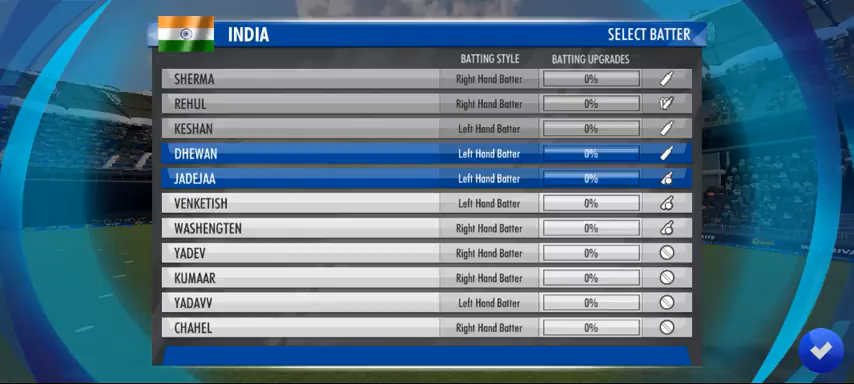 INDIA SELECT BATTER
BATTING STYLE BATTING UPGRADES
SHERMA Right Hand Batter 0%
REHUL Right Hand Batter 0%
KESHAN Left Hand Batter 0%
DHEWAN Left Hand Batter 0%
JADEJAA Left Hand Batter 0%
VENKETISH Left Hand Batter 0%
WASHENGTEN Right Hand Batter 0%
YADEV Right Hand Batter 0%
KUMAAR Right Hand Batter 0%
YADAVV Left Hand Batter 0%
CHAHEL Right Hand Batter 0%